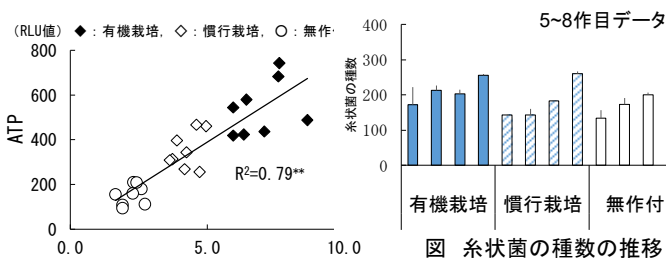 (RLU値) ◆：有機栽培, ◇：慣行栽培, ○：無作
ATP
800
600
400
200
0
0.0 5.0 10.0
R²=0.79**
5~8作目データ
糸状菌の種数
400
300
200
100
0
有機栽培 慣行栽培 無作付
図 糸状菌の種数の推移